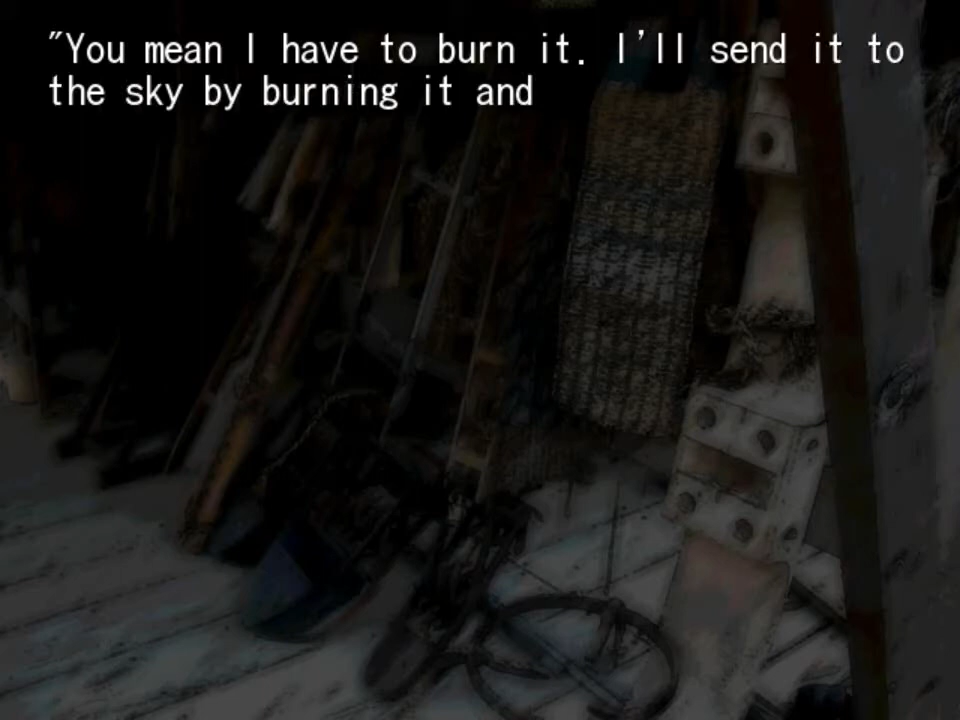 "You mean I have to burn it. I'll send it to
the sky by burning it and